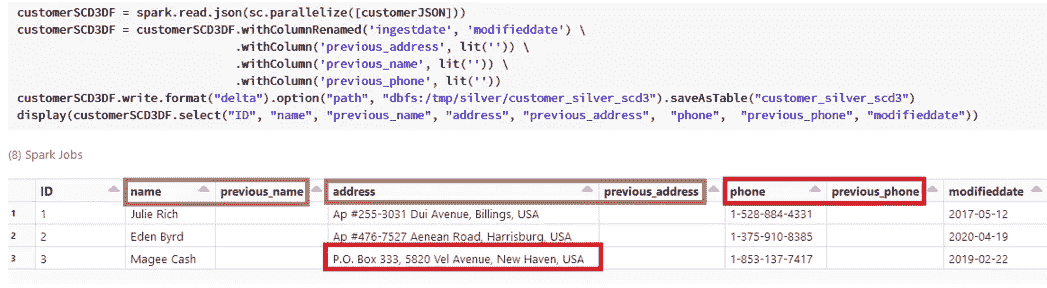 customerSCD3DF = spark.read.json(sc.parallelize([customerJSON]))
customerSCD3DF = customerSCD3DF.withColumnRenamed('ingestdate', 'modifieddate') \
.withColumn('previous_address', lit('')) \
.withColumn('previous_name', lit('')) \
.withColumn('previous_phone', lit(''))
customerSCD3DF.write.format("delta").option("path", "dbfs:/tmp/silver/customer_silver_scd3").saveAsTable("customer_silver_scd3")
display(customerSCD3DF.select("ID", "name", "previous_name", "address", "previous_address", "phone", "previous_phone", "modifieddate"))
(8) Spark Jobs
ID name previous_name address previous_address phone previous_phone modifieddate
1 1 Julie Rich Ap #255-3031 Dui Avenue, Billings, USA 1-528-884-4331 2017-05-12
2 2 Eden Byrd Ap #476-7527 Aenean Road, Harrisburg, USA 1-375-910-8385 2020-04-19
3 3 Magee Cash P.O. Box 333, 5820 Vel Avenue, New Haven, USA 1-853-137-7417 2019-02-22